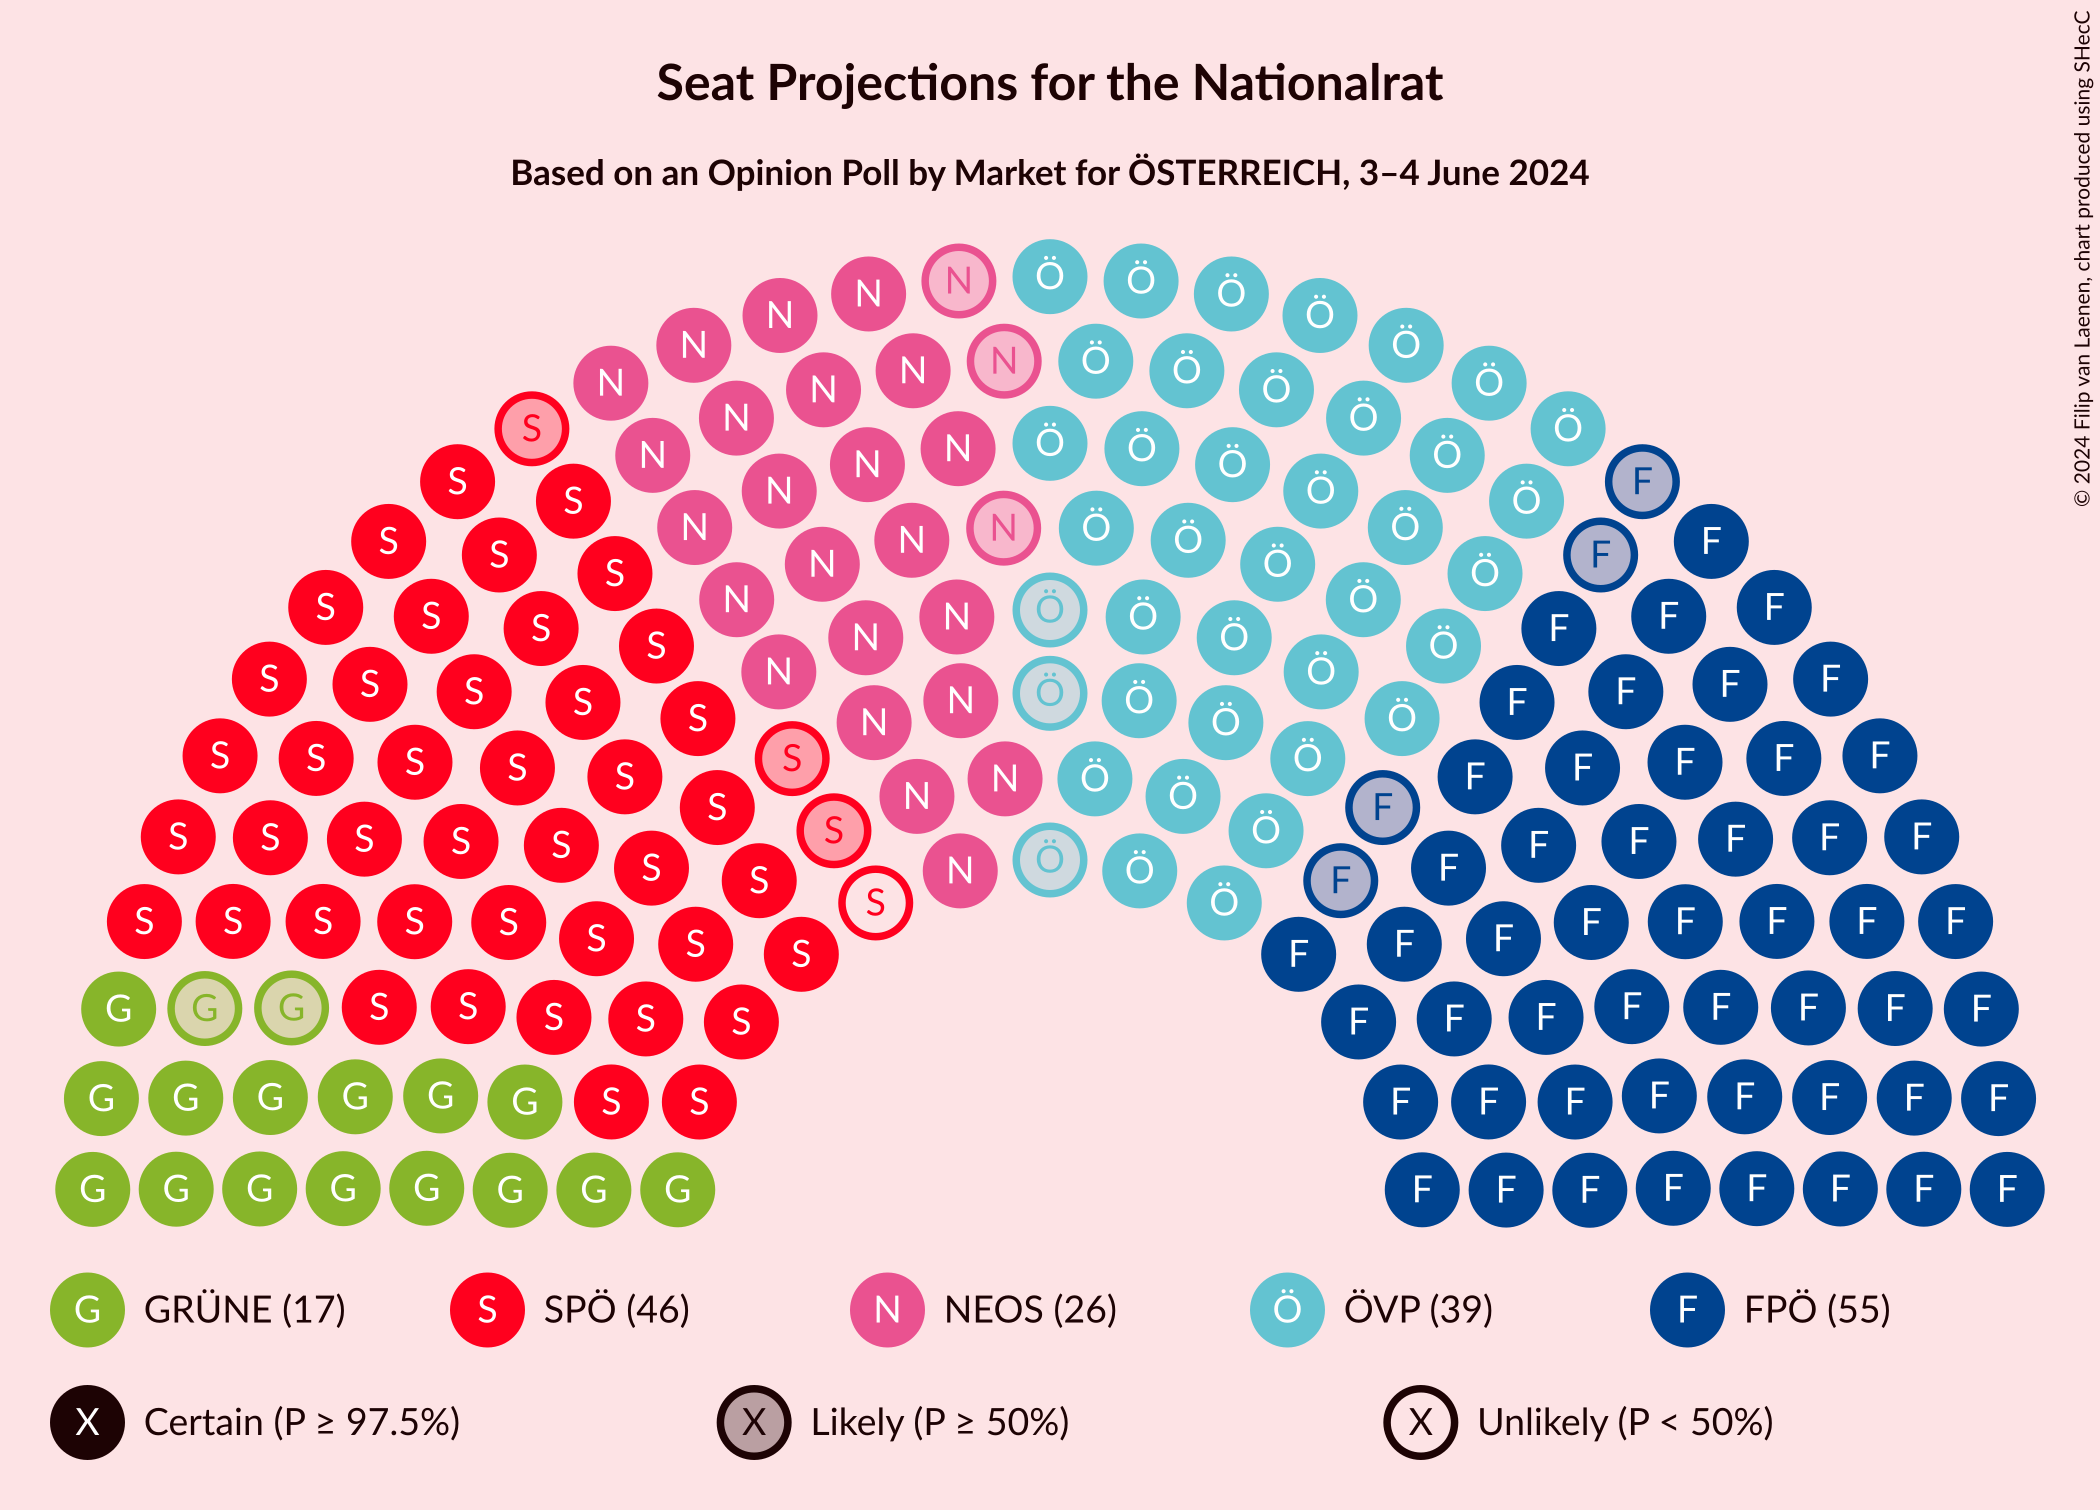 Seat Projections for the Nationalrat
Based on an Opinion Poll by Market for ÖSTERREICH, 3–4 June 2024
© 2024 Filip van Laenen, chart produced using SHecC
N Ö Ö Ö
N N Ö
N Ö
N N Ö Ö Ö
N N Ö
S N Ö Ö
S N N Ö Ö F
S N N Ö Ö Ö Ö
S N N Ö Ö F
S S N N Ö Ö Ö F F
S S N N Ö Ö F F
S S N N Ö Ö Ö F F
S S S N N Ö Ö Ö F F F
S S S S N N Ö Ö Ö F F F F
S S S S S N N Ö Ö Ö F F F F F
S S S S S S N N Ö Ö Ö F F F F F F
S S S S S S S N Ö Ö Ö F F F F F F
S S S S S S S S F F F F F F F F
G G G S S S S S F F F F F F F F
G G G G G G S S F F F F F F F F
G G G G G G G G F F F F F F F F
G GRÜNE (17) S SPÖ (46) N NEOS (26) Ö ÖVP (39) F FPÖ (55)
X Certain (P ≥ 97.5%) X Likely (P ≥ 50%) X Unlikely (P < 50%)